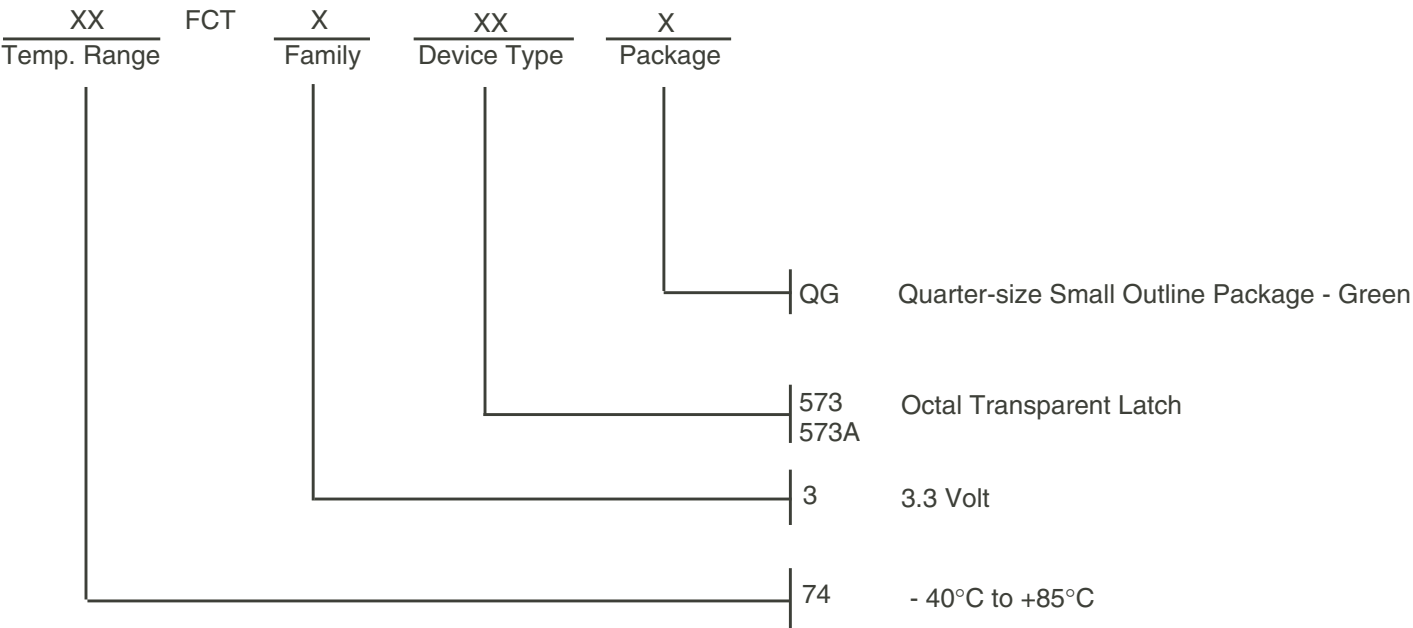 XX FCT X XX X
Temp. Range Family Device Type Package
QG Quarter-size Small Outline Package - Green
573 Octal Transparent Latch
573A
3 3.3 Volt
74 - 40°C to +85°C